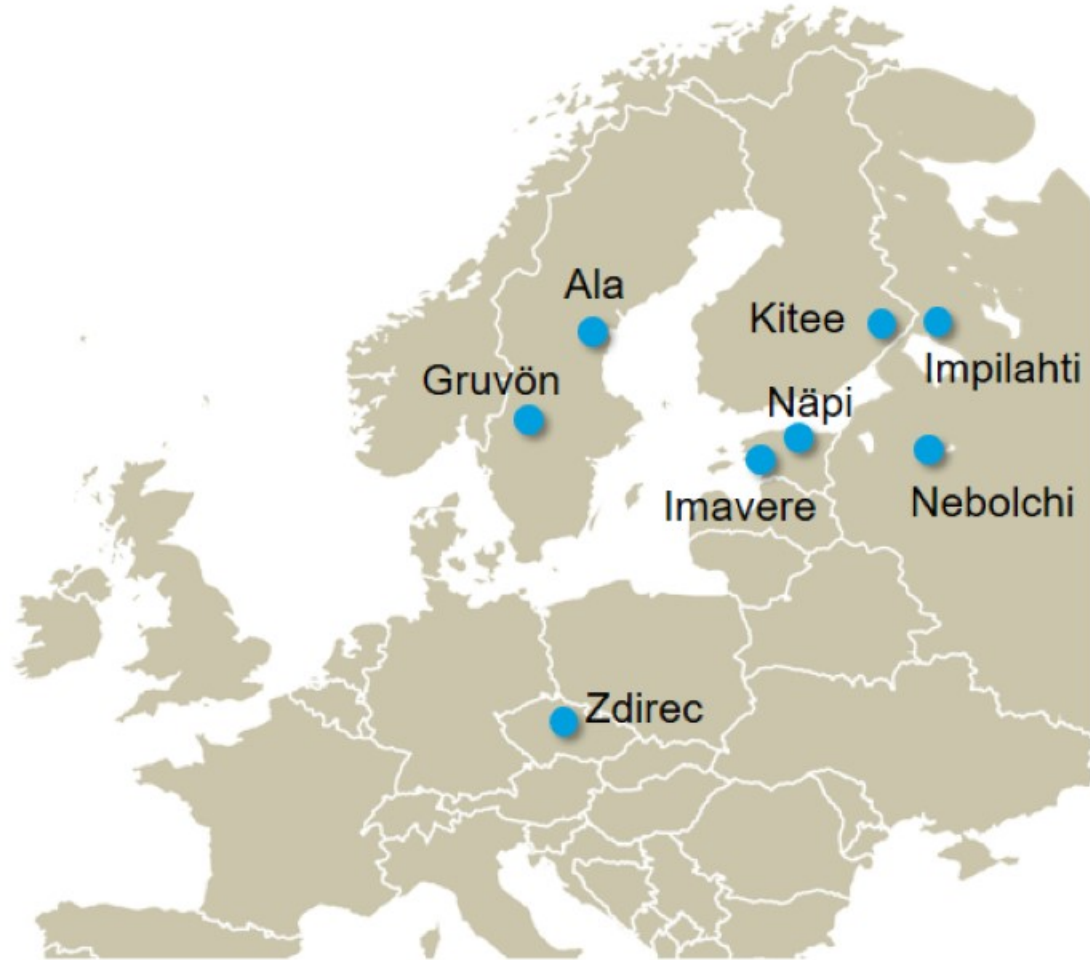 Ala
Kitee
Impilahti
Gruvön
Näpi
Imavere
Nebolchi
Zdirec